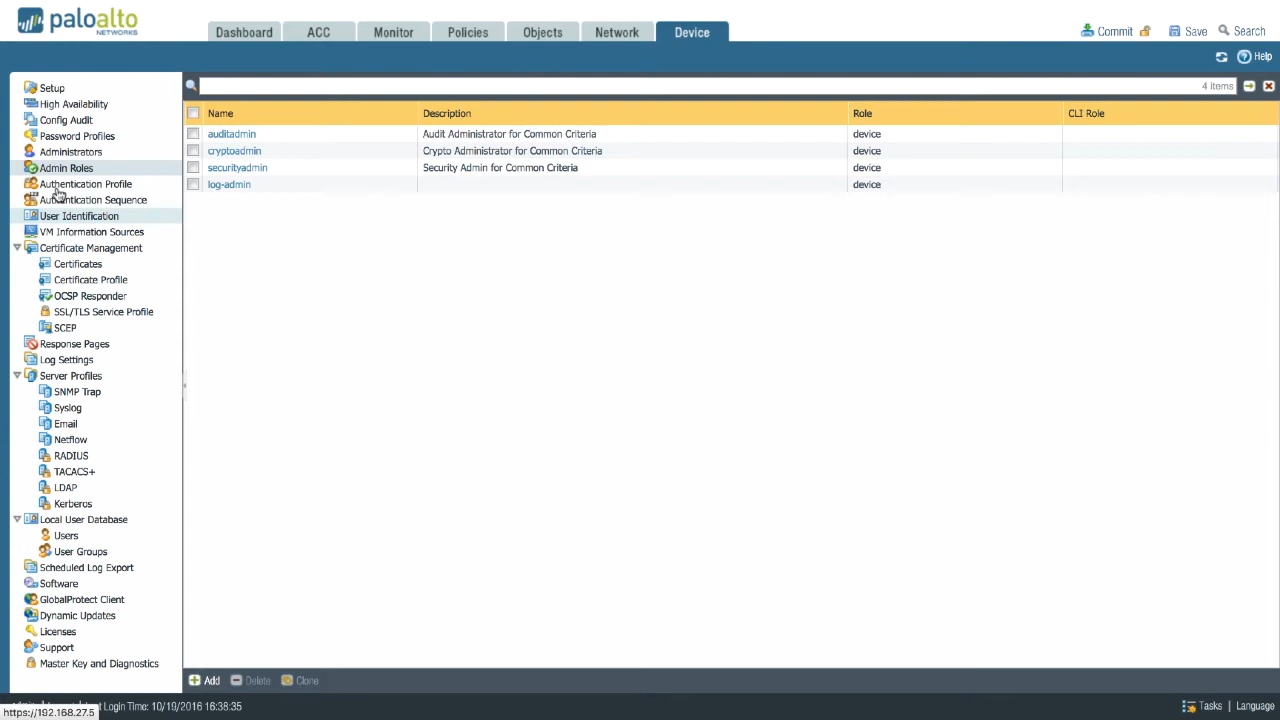 paloalto
NETWORKS
Dashboard ACC Monitor Policies Objects Network Device
Commit Save Search
Help
Setup
High Availability
Config Audit
Password Profiles
Administrators
Admin Roles
Authentication Profile
Authentication Sequence
User Identification
VM Information Sources
Certificate Management
Certificates
Certificate Profile
OCSP Responder
SSL/TLS Service Profile
SCEP
Response Pages
Log Settings
Server Profiles
SNMP Trap
Syslog
Email
Netflow
RADIUS
TACACS+
LDAP
Kerberos
Local User Database
Users
User Groups
Scheduled Log Export
Software
GlobalProtect Client
Dynamic Updates
Licenses
Support
Master Key and Diagnostics
4 items
Name Description Role CLI Role
auditadmin Audit Administrator for Common Criteria device
cryptoadmin Crypto Administrator for Common Criteria device
securityadmin Security Admin for Common Criteria device
log-admin device
Add Delete Clone
Login Time: 10/19/2016 16:38:35
Tasks Language
https://192.168.27.5